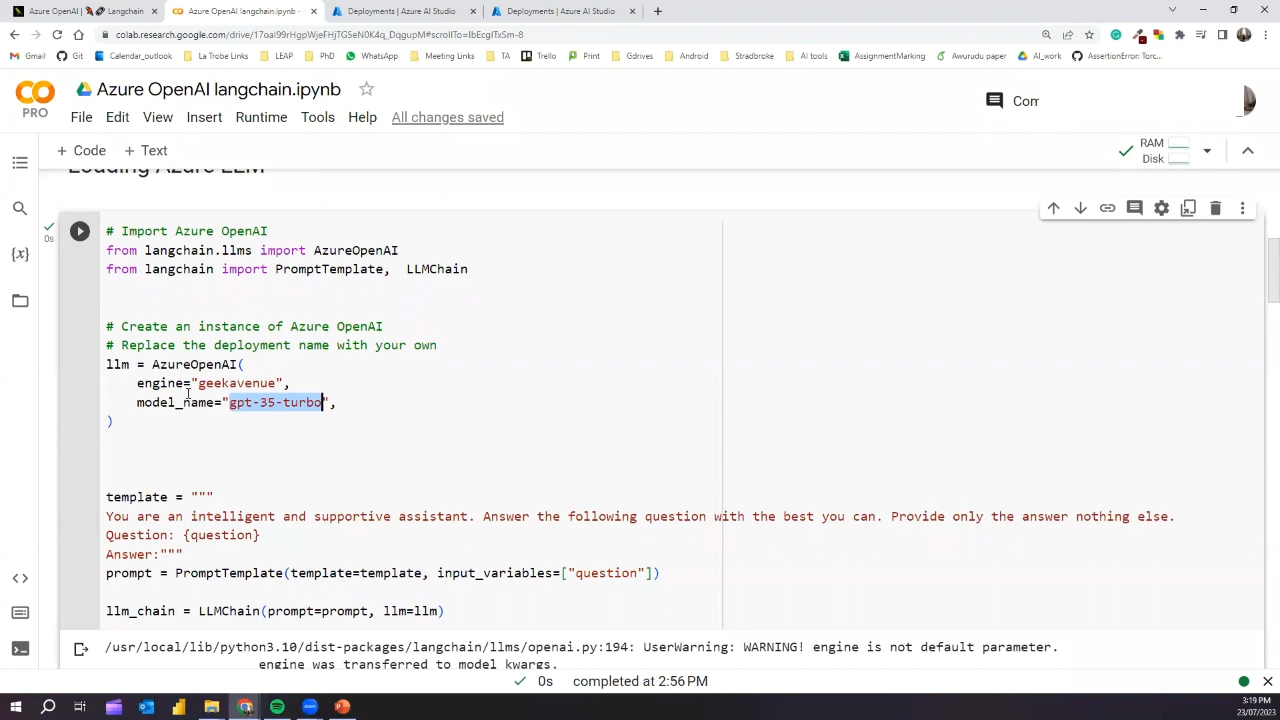 Azure OpenAI | Langchain
Azure OpenAI langchain.ipynb -
Deployments | Azure AI Studio
Deployments | Azure AI Studio
colab.research.google.com/drive/17oal99rHgpWjeFHjTGSeN0K4q_DqgupM#scrollTo=IbEcgITxSm-8
Gmail
Git
Calendar_outlook
La Trobe Links
LEAP
PhD
WhatsApp
Meeting Links
TA
Trello
Print
Gdrives
Android
Stradbroke
AI tools
AssignmentMarking
Awurudu paper
AI_work
AssertionError: Torc...
CO
PRO
Azure OpenAI langchain.ipynb
File Edit View Insert Runtime Tools Help All changes saved
Com
+ Code + Text
RAM
Disk
Loading Azure LLM
0s
# Import Azure OpenAI
from langchain.llms import AzureOpenAI
from langchain import PromptTemplate,  LLMChain
# Create an instance of Azure OpenAI
# Replace the deployment name with your own
llm = AzureOpenAI(
engine="geekavenue",
model_name="gpt-35-turbo",
)
template = """
You are an intelligent and supportive assistant. Answer the following question with the best you can. Provide only the answer nothing else.
Question: {question}
Answer:"""
prompt = PromptTemplate(template=template, input_variables=["question"])
llm_chain = LLMChain(prompt=prompt, llm=llm)
/usr/local/lib/python3.10/dist-packages/langchain/llms/openai.py:194: UserWarning: WARNING! engine is not default parameter.
engine was transferred to model kwargs.
0s completed at 2:56 PM
3:19 PM
23/07/2023